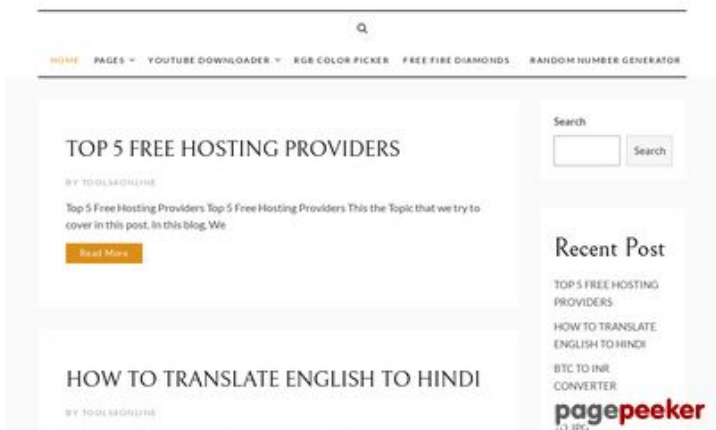 HOME PAGES YOUTUBE DOWNLOADER RGB COLOR PICKER FREE FIRE DIAMONDS RANDOM NUMBER GENERATOR
TOP 5 FREE HOSTING PROVIDERS
BY TOOLS4ONLINE
Top 5 Free Hosting Providers Top 5 Free Hosting Providers This the Topic that we try to
cover in this post. In this blog, We
Read More
HOW TO TRANSLATE ENGLISH TO HINDI
BY TOOLS4ONLINE
Search
Search
Recent Post
TOP 5 FREE HOSTING
PROVIDERS
HOW TO TRANSLATE
ENGLISH TO HINDI
BTC TO INR
CONVERTER
pagepeeker